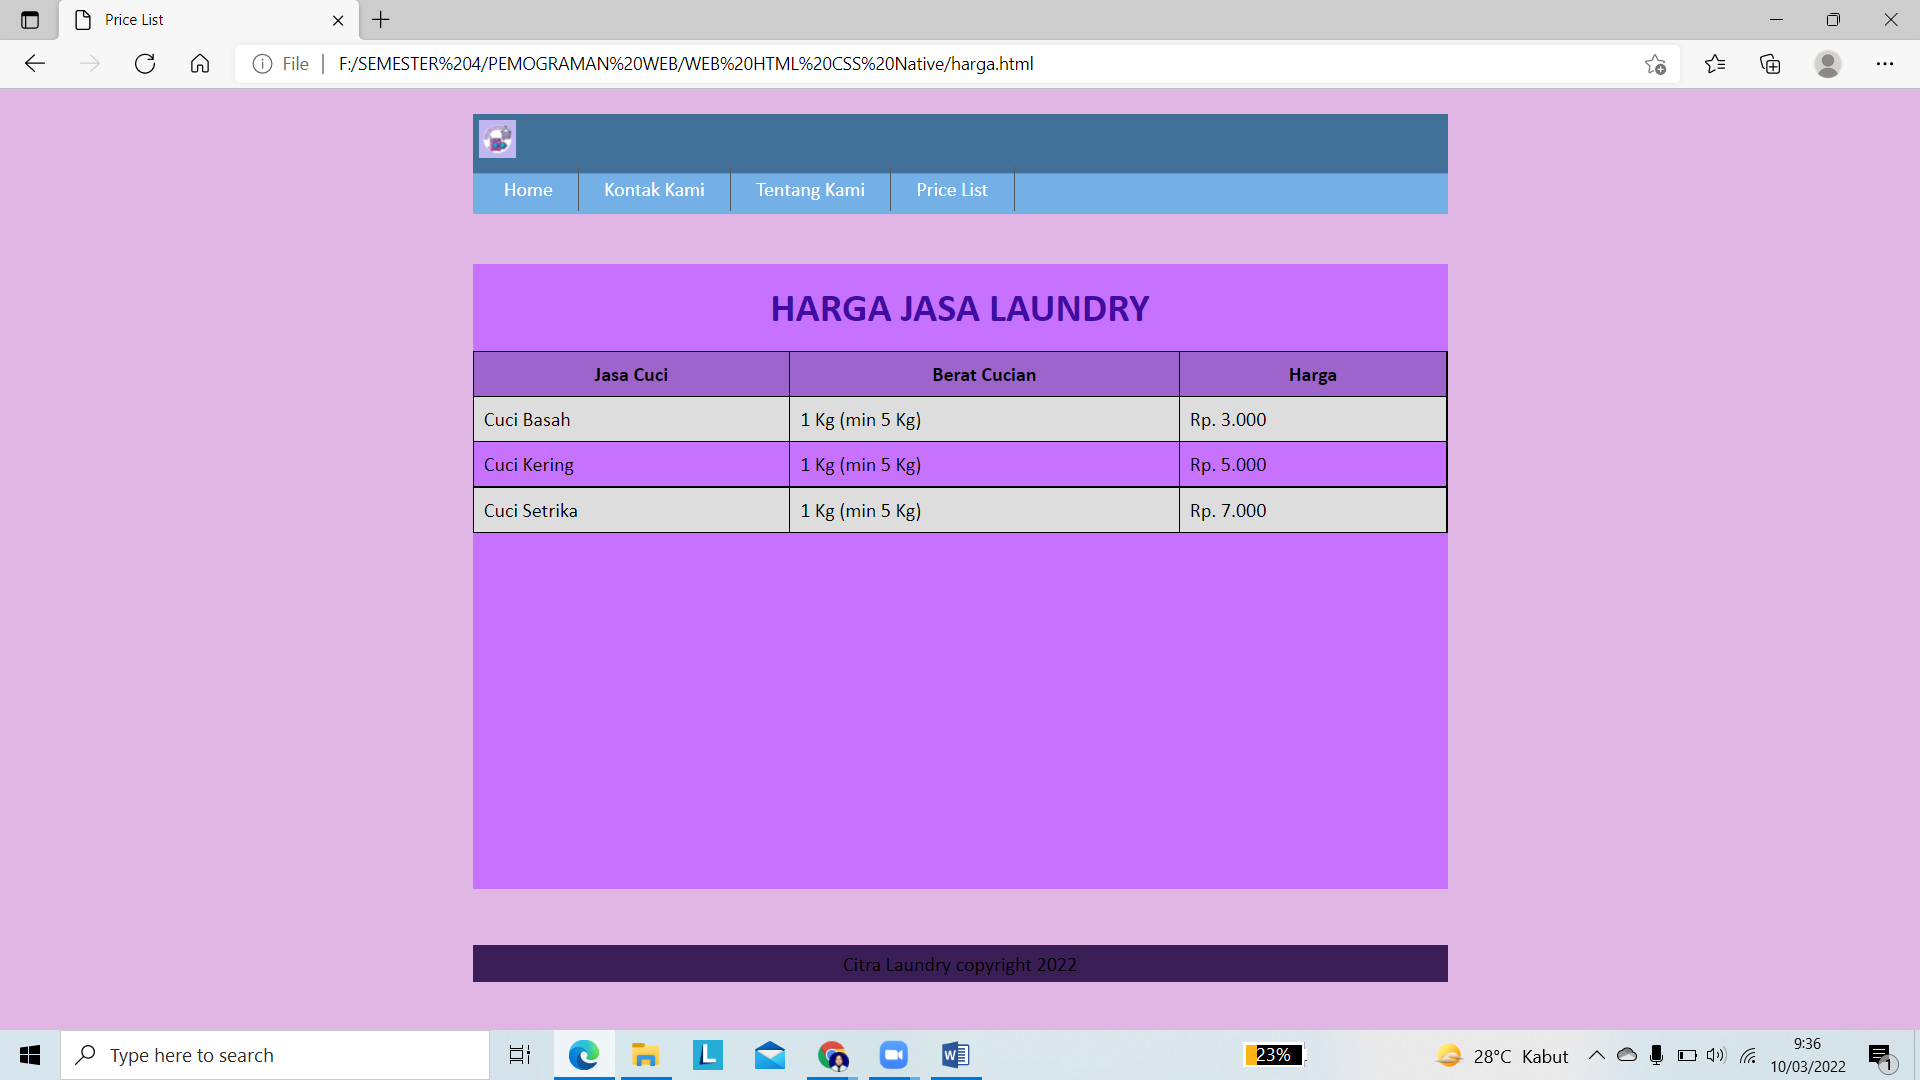 Price List
File F:/SEMESTER%204/PEMOGRAMAN%20WEB/WEB%20HTML%20CSS%20Native/harga.html
Home Kontak Kami Tentang Kami Price List
HARGA JASA LAUNDRY
Jasa Cuci Berat Cucian Harga
Cuci Basah 1 Kg (min 5 Kg) Rp. 3.000
Cuci Kering 1 Kg (min 5 Kg) Rp. 5.000
Cuci Setrika 1 Kg (min 5 Kg) Rp. 7.000
Citra Laundry copyright 2022
Type here to search
L
W
23%
28°C Kabut
9:36
10/03/2022
1